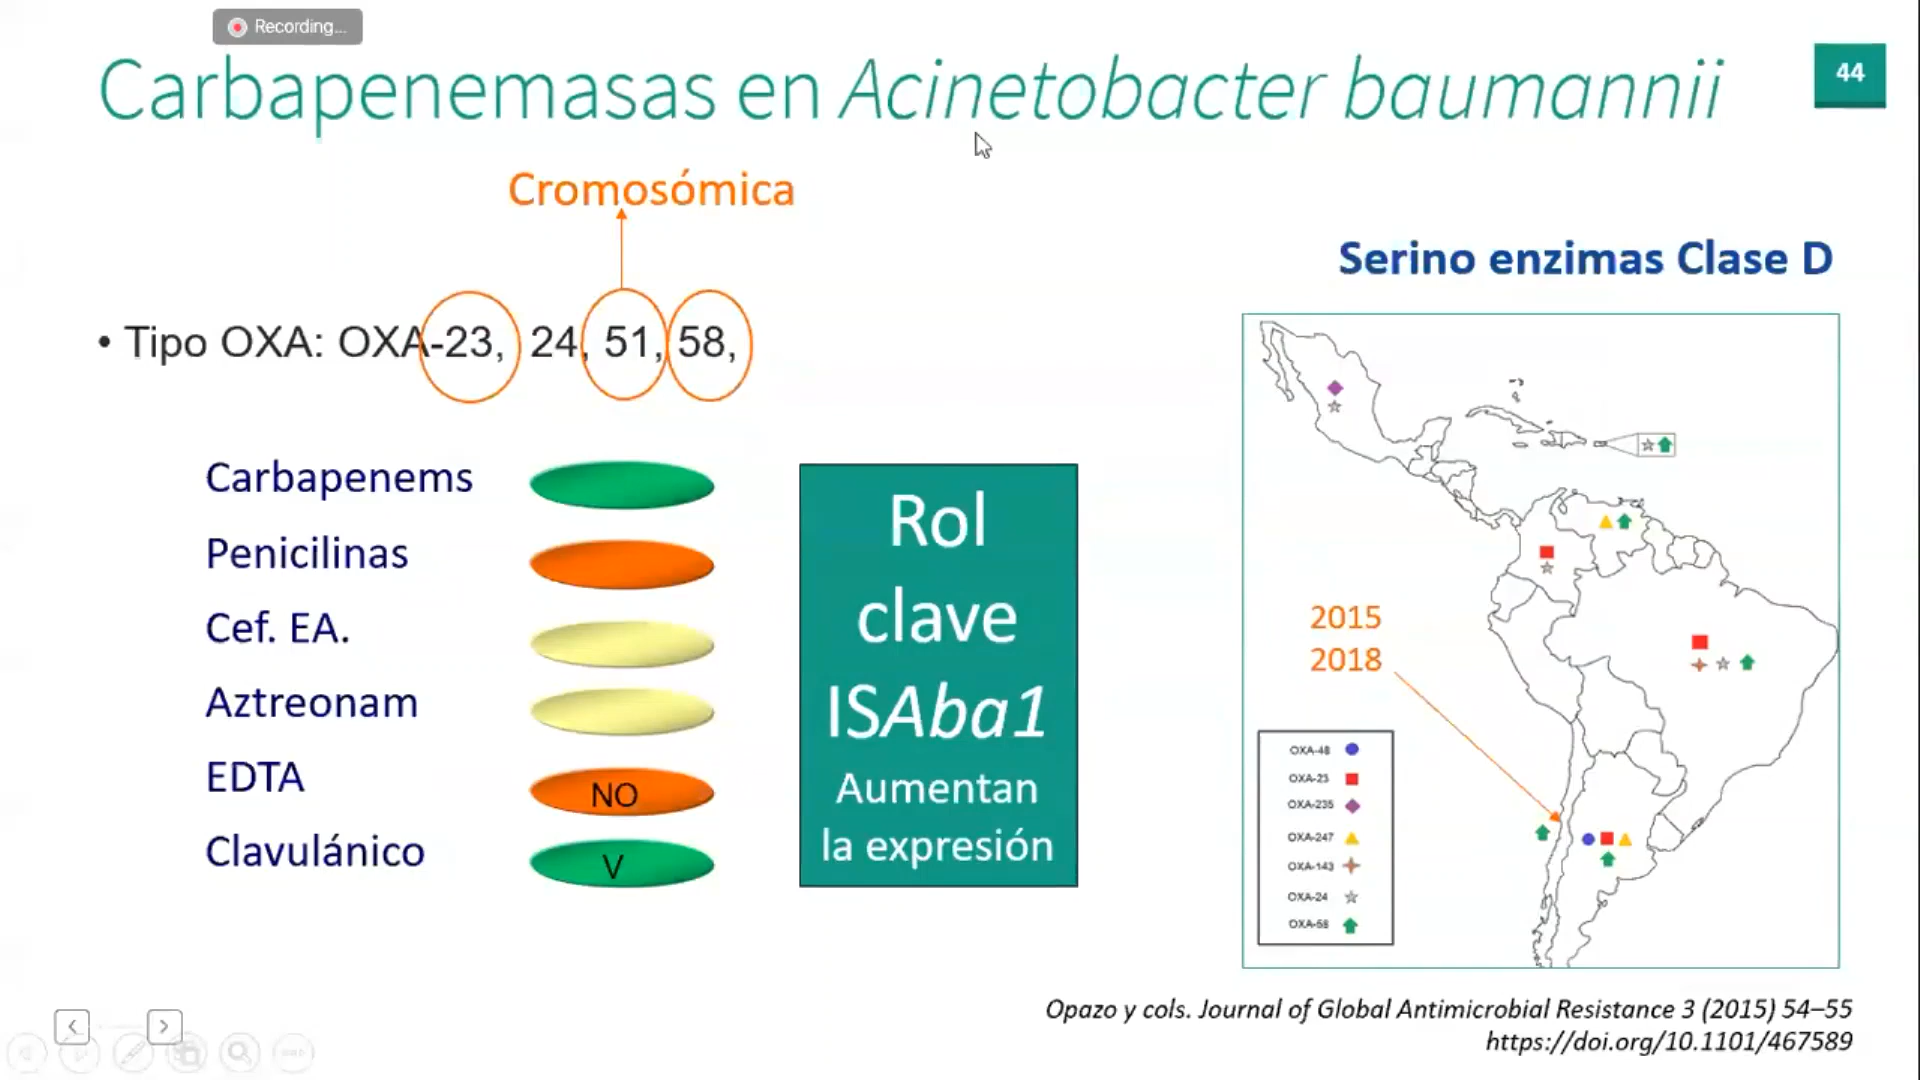 Recording...
Carbapenemasas en Acinetobacter baumannii
44
Cromosómica
Serino enzimas Clase D
• Tipo OXA: OXA-23, 24, 51, 58,
Carbapenems
Penicilinas
Cef. EA.
Aztreonam
EDTA NO
Clavulánico V
Rol
clave
ISAba1
Aumentan
la expresión
2015
2018
OXA-48
OXA-23
OXA-235
OXA-247
OXA-143
OXA-24
OXA-58
Opazo y cols. Journal of Global Antimicrobial Resistance 3 (2015) 54–55
https://doi.org/10.1101/467589